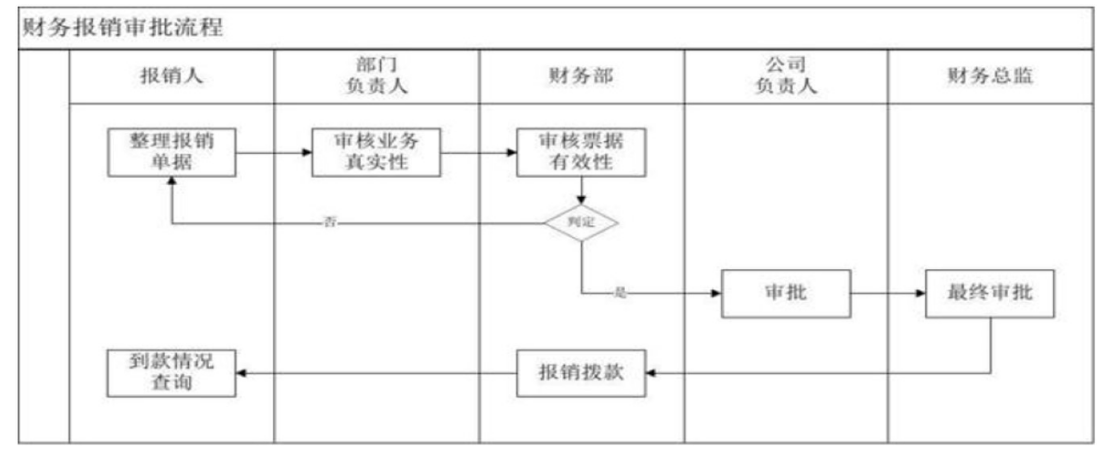 财务报销审批流程
报销人
部门
负责人
财务部
公司
负责人
财务总监
整理报销
单据
审核业务
真实性
审核票据
有效性
判定
否
是
审批
最终审批
到款情况
查询
报销拨款